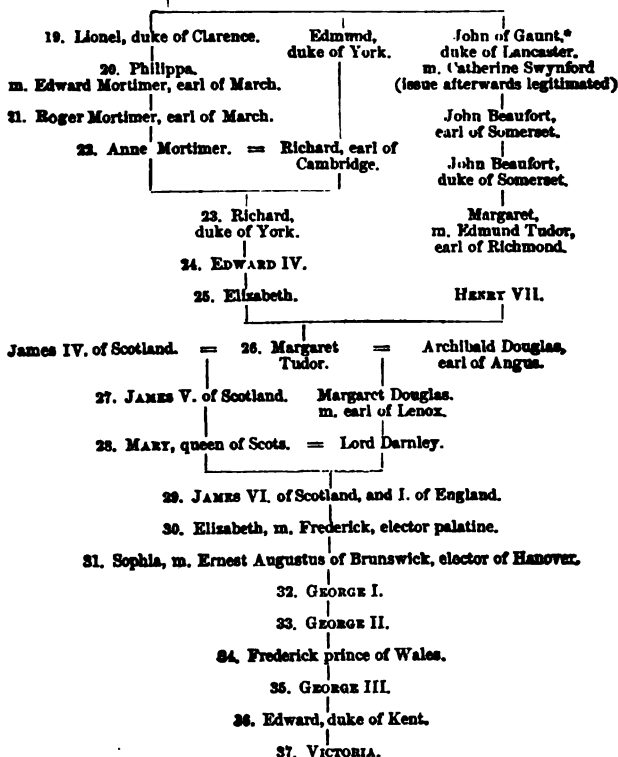 19. Lionel, duke of Clarence. Edmund, John of Gaunt,*
duke of York. duke of Lancaster.
20. Philippa. m. Catherine Swynford
m. Edward Mortimer, earl of March. (issue afterwards legitimated)
21. Roger Mortimer, earl of March. John Beaufort,
earl of Somerset.
22. Anne Mortimer. = Richard, earl of
Cambridge. John Beaufort,
duke of Somerset.
23. Richard, Margaret,
duke of York. m. Edmund Tudor,
earl of Richmond.
24. EDWARD IV.
25. Elizabeth. HENRY VII.
James IV. of Scotland. = 26. Margaret = Archibald Douglas,
Tudor. earl of Angus.
27. JAMES V. of Scotland. Margaret Douglas.
m. earl of Lenox.
28. MARY, queen of Scots. = Lord Darnley.
29. JAMES VI. of Scotland, and I. of England.
30. Elizabeth, m. Frederick, elector palatine.
31. Sophia, m. Ernest Augustus of Brunswick, elector of Hanover.
32. GEORGE I.
33. GEORGE II.
34. Frederick prince of Wales.
35. GEORGE III.
36. Edward, duke of Kent.
37. VICTORIA.